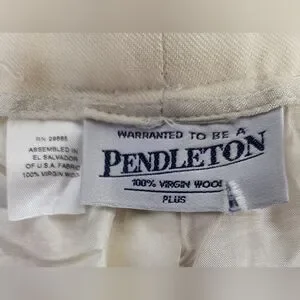 RN 29685
ASSEMBLED IN
EL SALVADOR
OF U.S.A. FABRIC
100% VIRGIN WOOL
WARRANTED TO BE A
PENDLETON
100% VIRGIN WOOL
PLUS